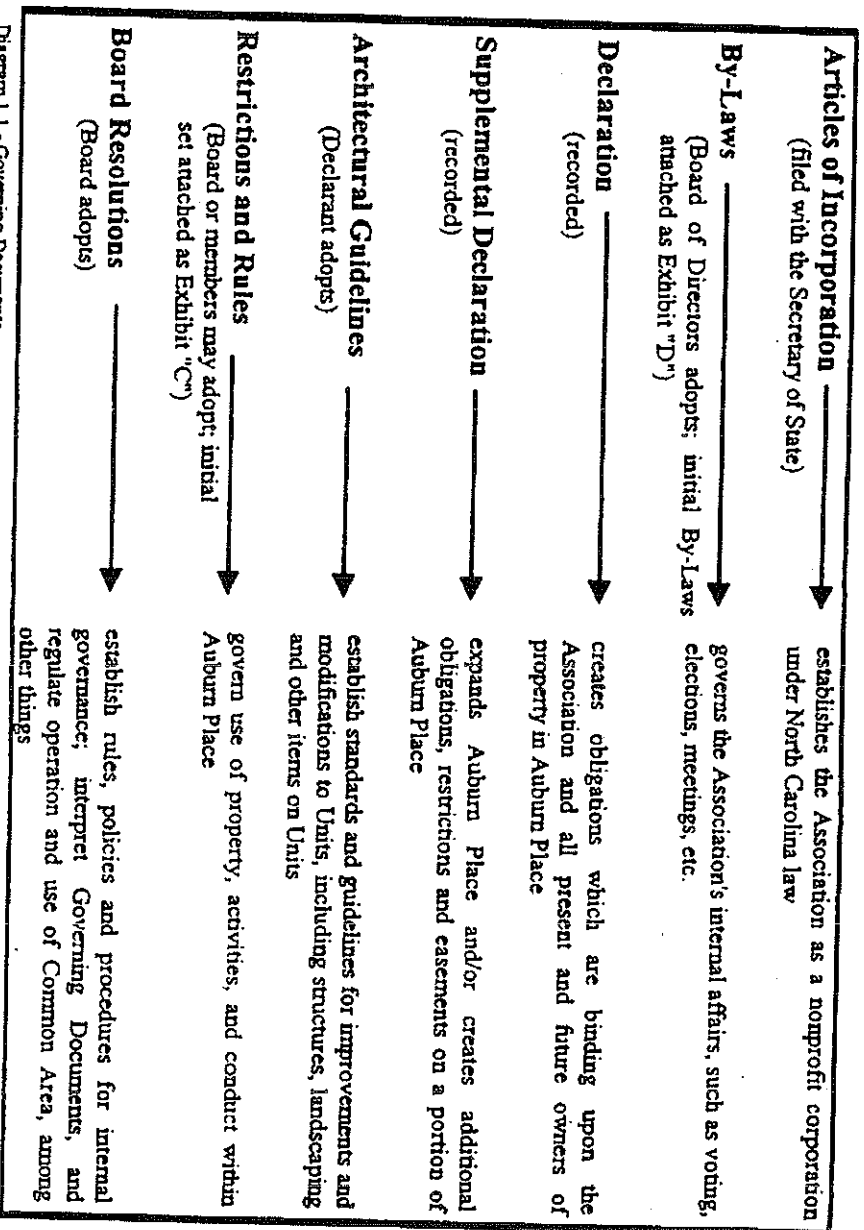 Articles of Incorporation
(filed with the Secretary of State)
establishes the Association as a nonprofit corporation
under North Carolina law
By-Laws
(Board of Directors adopts; initial By-Laws
attached as Exhibit "D")
governs the Association's internal affairs, such as voting,
elections, meetings, etc.
Declaration
(recorded)
creates obligations which are binding upon the
Association and all present and future owners of
property in Auburn Place
Supplemental Declaration
(recorded)
expands Auburn Place and/or creates additional
obligations, restrictions and easements on a portion of
Auburn Place
Architectural Guidelines
(Declarant adopts)
establish standards and guidelines for improvements and
modifications to Units, including structures, landscaping
and other items on Units
Restrictions and Rules
(Board or members may adopt; initial
set attached as Exhibit "C")
govern use of property, activities, and conduct within
Auburn Place
Board Resolutions
(Board adopts)
establish rules, policies and procedures for internal
governance; interpret Governing Documents, and
regulate operation and use of Common Area, among
other things
Diagram 1.1 - Governing Documents